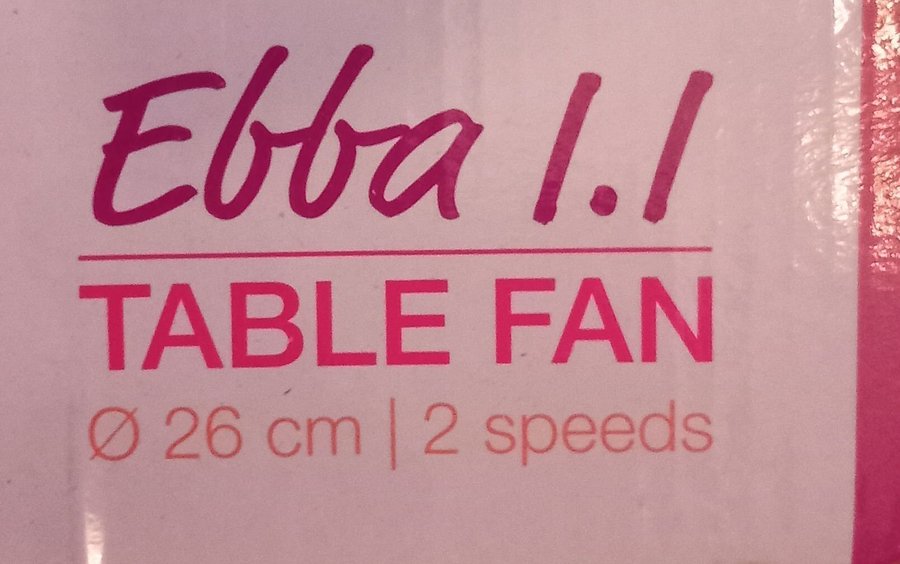 Ebba 1.1
TABLE FAN
Ø 26 cm | 2 speeds